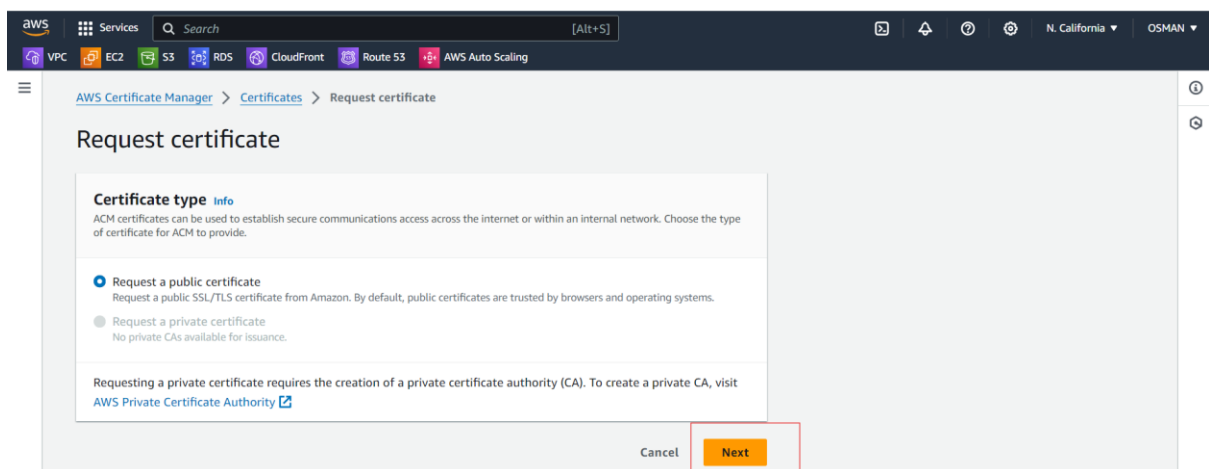 aws Services Search [Alt+S] N. California ▼ OSMAN ▼
VPC EC2 S3 RDS CloudFront Route 53 AWS Auto Scaling
AWS Certificate Manager > Certificates > Request certificate
Request certificate
Certificate type Info
ACM certificates can be used to establish secure communications access across the internet or within an internal network. Choose the type
of certificate for ACM to provide.
Request a public certificate
Request a public SSL/TLS certificate from Amazon. By default, public certificates are trusted by browsers and operating systems.
Request a private certificate
No private CAs available for issuance.
Requesting a private certificate requires the creation of a private certificate authority (CA). To create a private CA, visit
AWS Private Certificate Authority
Cancel Next